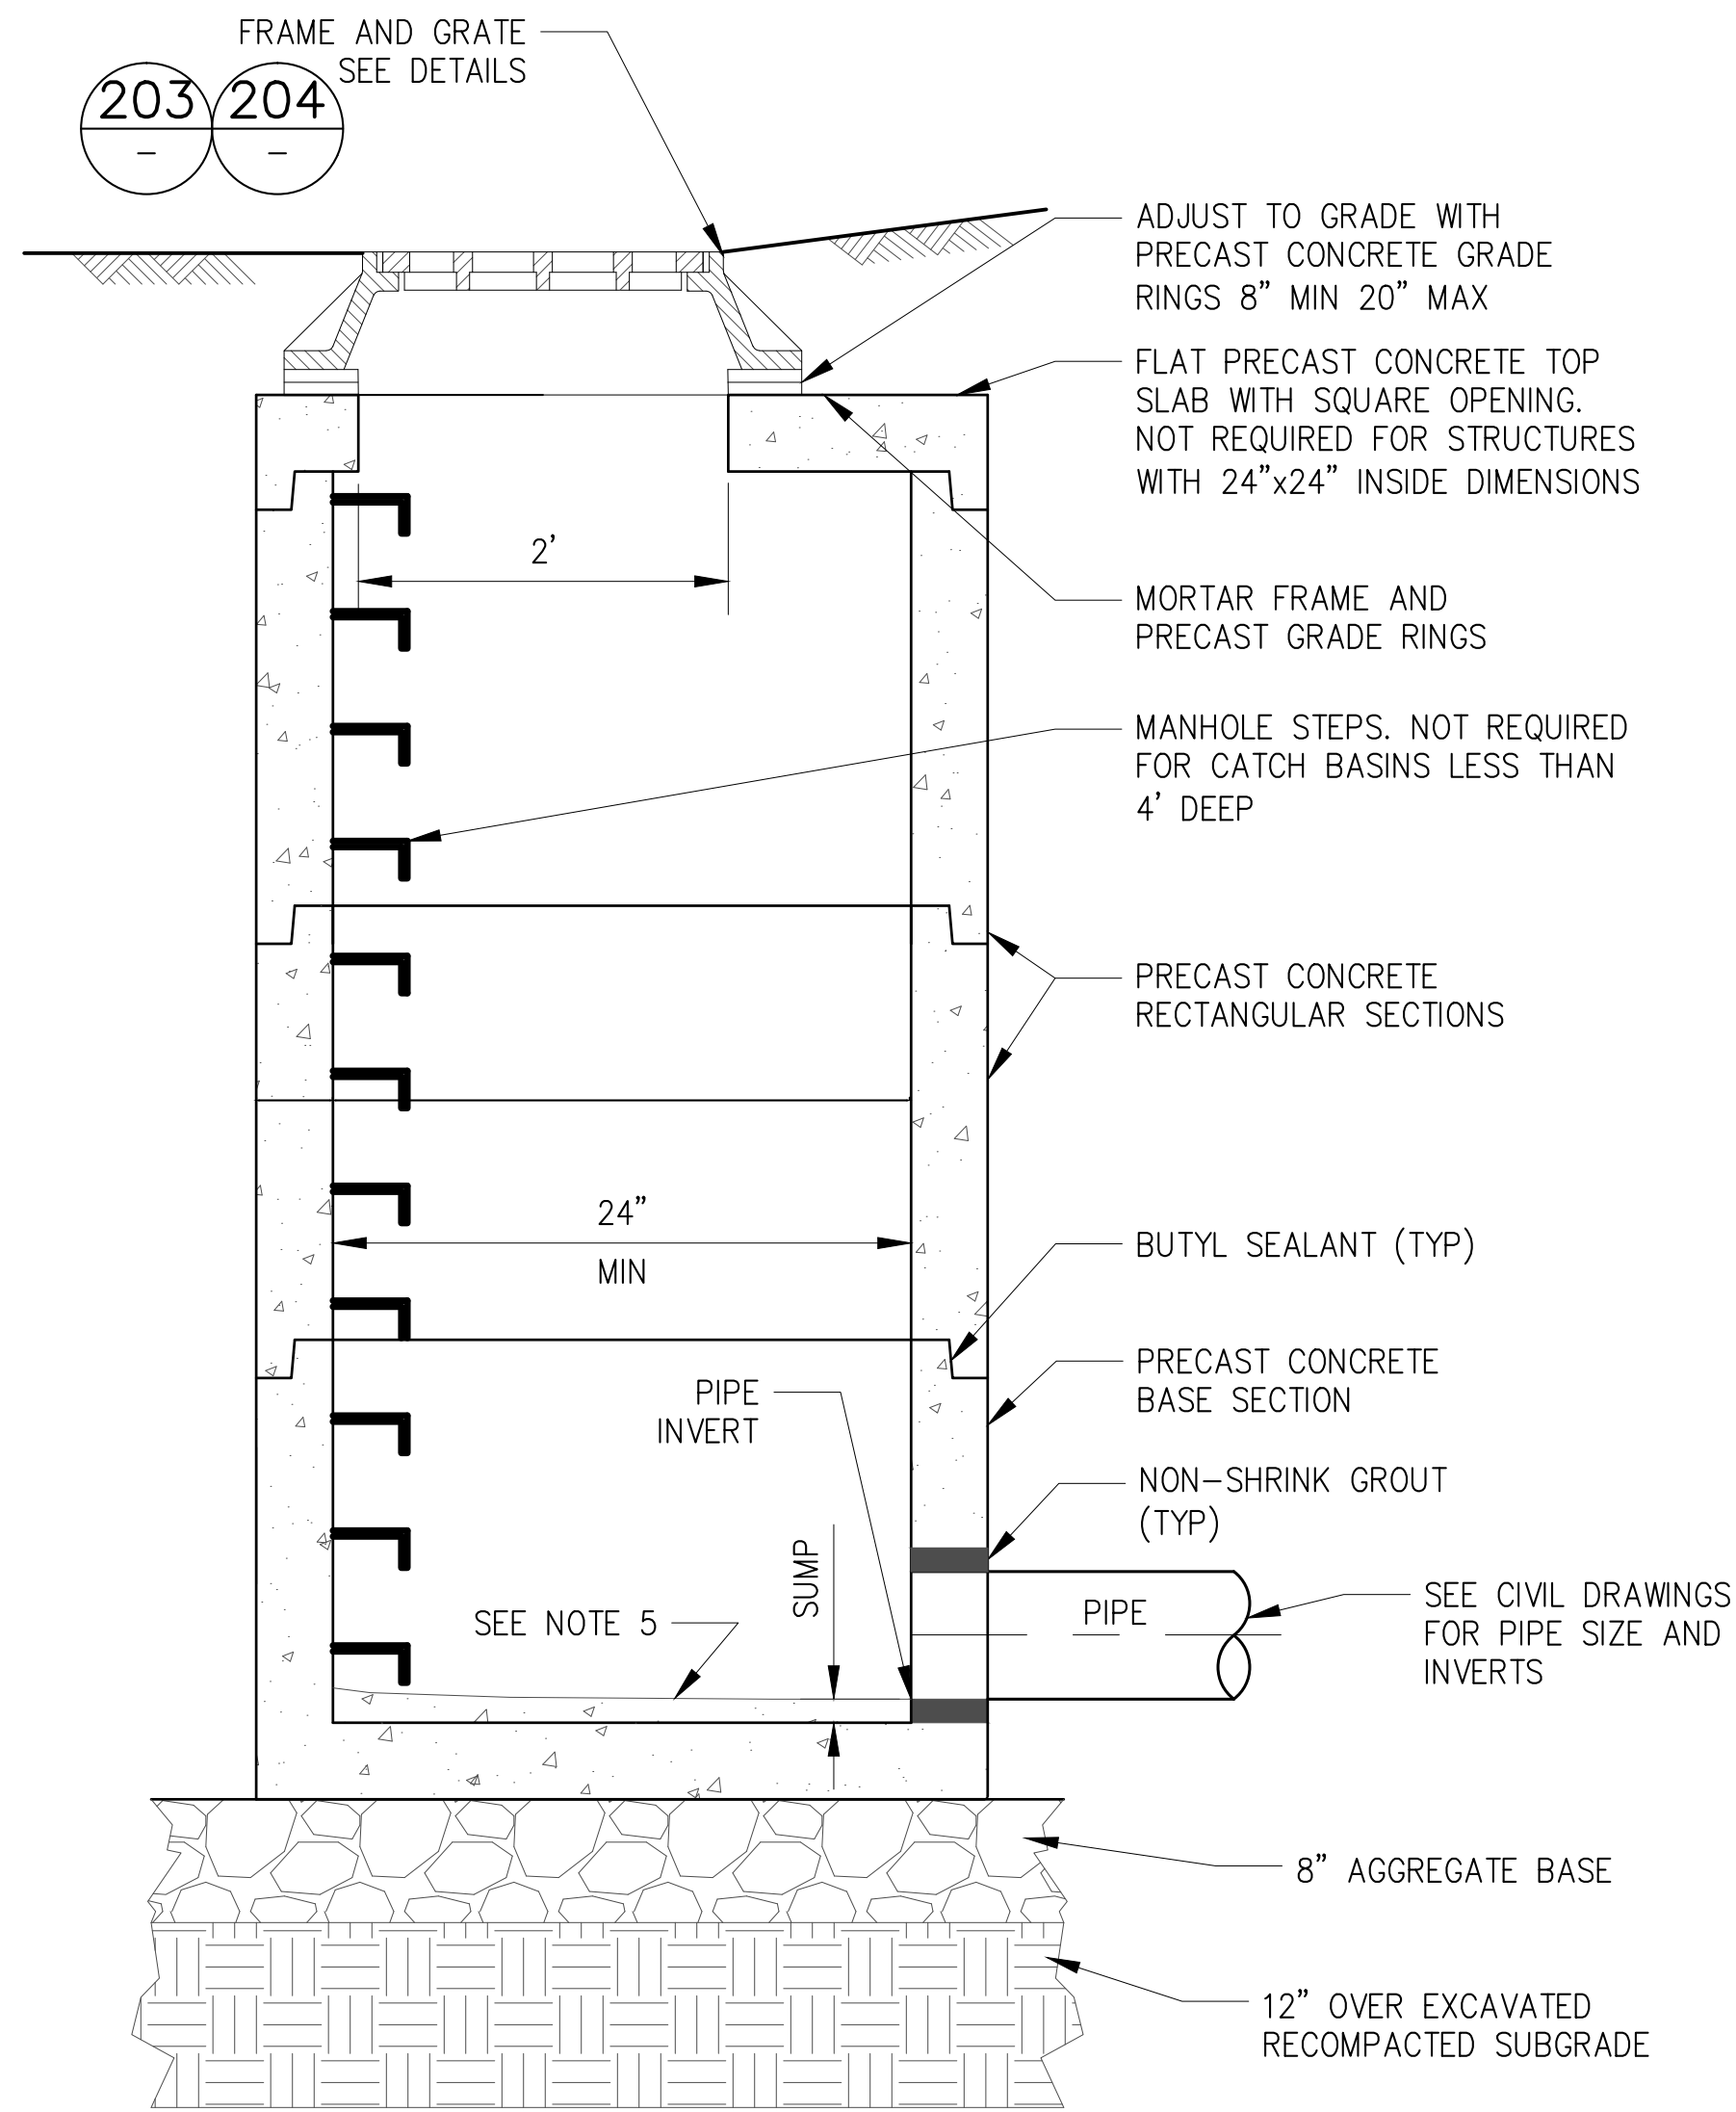 FRAME AND GRATE
SEE DETAILS
203 204
- -
ADJUST TO GRADE WITH
PRECAST CONCRETE GRADE
RINGS 8" MIN 20" MAX
FLAT PRECAST CONCRETE TOP
SLAB WITH SQUARE OPENING.
NOT REQUIRED FOR STRUCTURES
WITH 24"x24" INSIDE DIMENSIONS
2'
MORTAR FRAME AND
PRECAST GRADE RINGS
MANHOLE STEPS. NOT REQUIRED
FOR CATCH BASINS LESS THAN
4' DEEP
PRECAST CONCRETE
RECTANGULAR SECTIONS
24"
MIN
BUTYL SEALANT (TYP)
PRECAST CONCRETE
BASE SECTION
PIPE
INVERT
NON-SHRINK GROUT
(TYP)
SUMP
SEE NOTE 5
PIPE
SEE CIVIL DRAWINGS
FOR PIPE SIZE AND
INVERTS
8" AGGREGATE BASE
12" OVER EXCAVATED
RECOMPACTED SUBGRADE